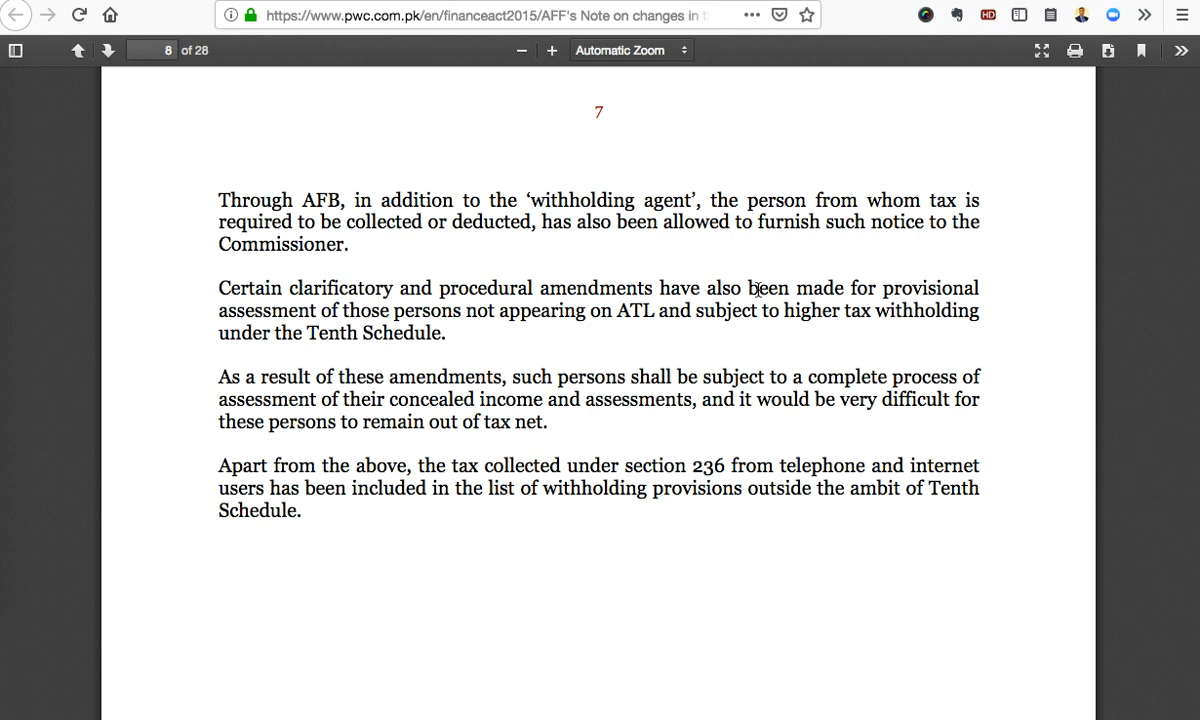 https://www.pwc.com.pk/en/financeact2015/AFF's Note on changes in t
HD
8 of 28
Automatic Zoom
7
Through AFB, in addition to the ‘withholding agent’, the person from whom tax is
required to be collected or deducted, has also been allowed to furnish such notice to the
Commissioner.
Certain clarificatory and procedural amendments have also been made for provisional
assessment of those persons not appearing on ATL and subject to higher tax withholding
under the Tenth Schedule.
As a result of these amendments, such persons shall be subject to a complete process of
assessment of their concealed income and assessments, and it would be very difficult for
these persons to remain out of tax net.
Apart from the above, the tax collected under section 236 from telephone and internet
users has been included in the list of withholding provisions outside the ambit of Tenth
Schedule.